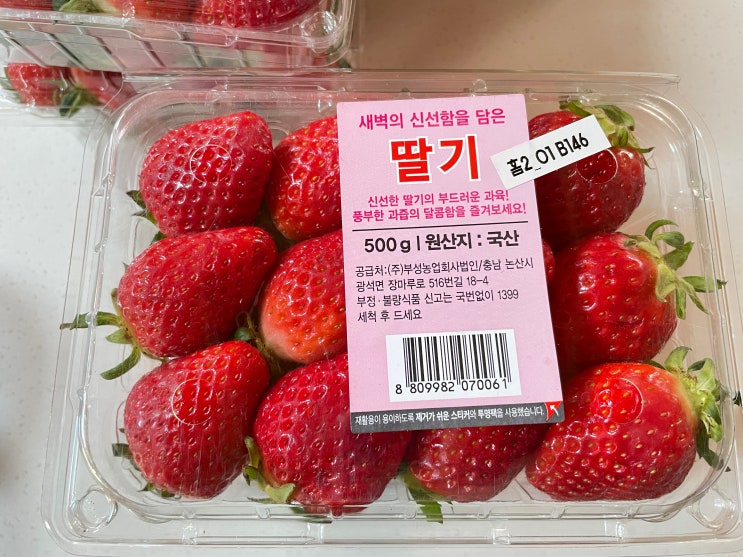 새벽의 신선함을 담은
딸기
홈2_01 B146
신선한 딸기의 부드러운 과육!
풍부한 과즙의 달콤함을 즐겨보세요!
500g | 원산지 : 국산
공급처:(주)부성농업회사법인/충남 논산시
광석면 장마루로 516번길 18-4
부정·불량식품 신고는 국번없이 1399
세척 후 드세요
8 809982 070061
재활용이 용이하도록 제거가 쉬운 스티커와 투명팩을 사용했습니다.